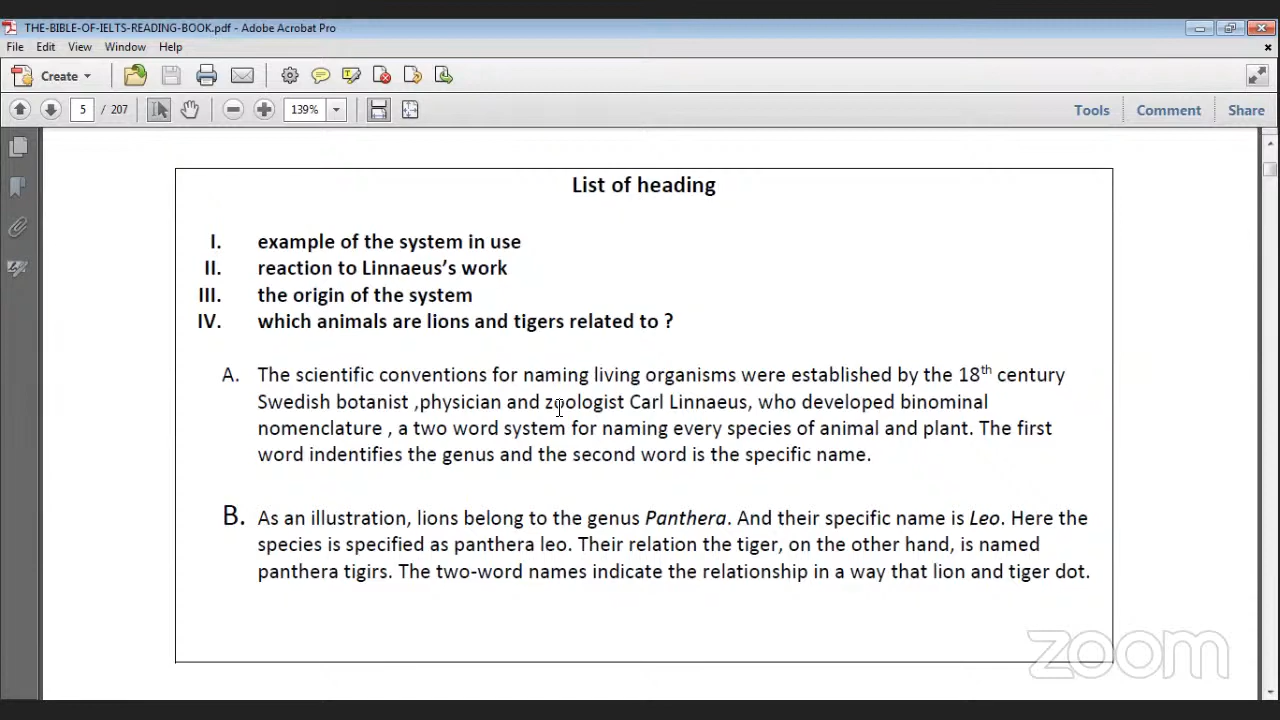 THE-BIBLE-OF-IELTS-READING-BOOK.pdf - Adobe Acrobat Pro
File Edit View Window Help
Create
5 / 207 139% Tools Comment Share
List of heading
I. example of the system in use
II. reaction to Linnaeus's work
III. the origin of the system
IV. which animals are lions and tigers related to ?
A. The scientific conventions for naming living organisms were established by the 18th century
Swedish botanist ,physician and zoologist Carl Linnaeus, who developed binominal
nomenclature , a two word system for naming every species of animal and plant. The first
word indentifies the genus and the second word is the specific name.
B. As an illustration, lions belong to the genus Panthera. And their specific name is Leo. Here the
species is specified as panthera leo. Their relation the tiger, on the other hand, is named
panthera tigirs. The two-word names indicate the relationship in a way that lion and tiger dot.
zoom